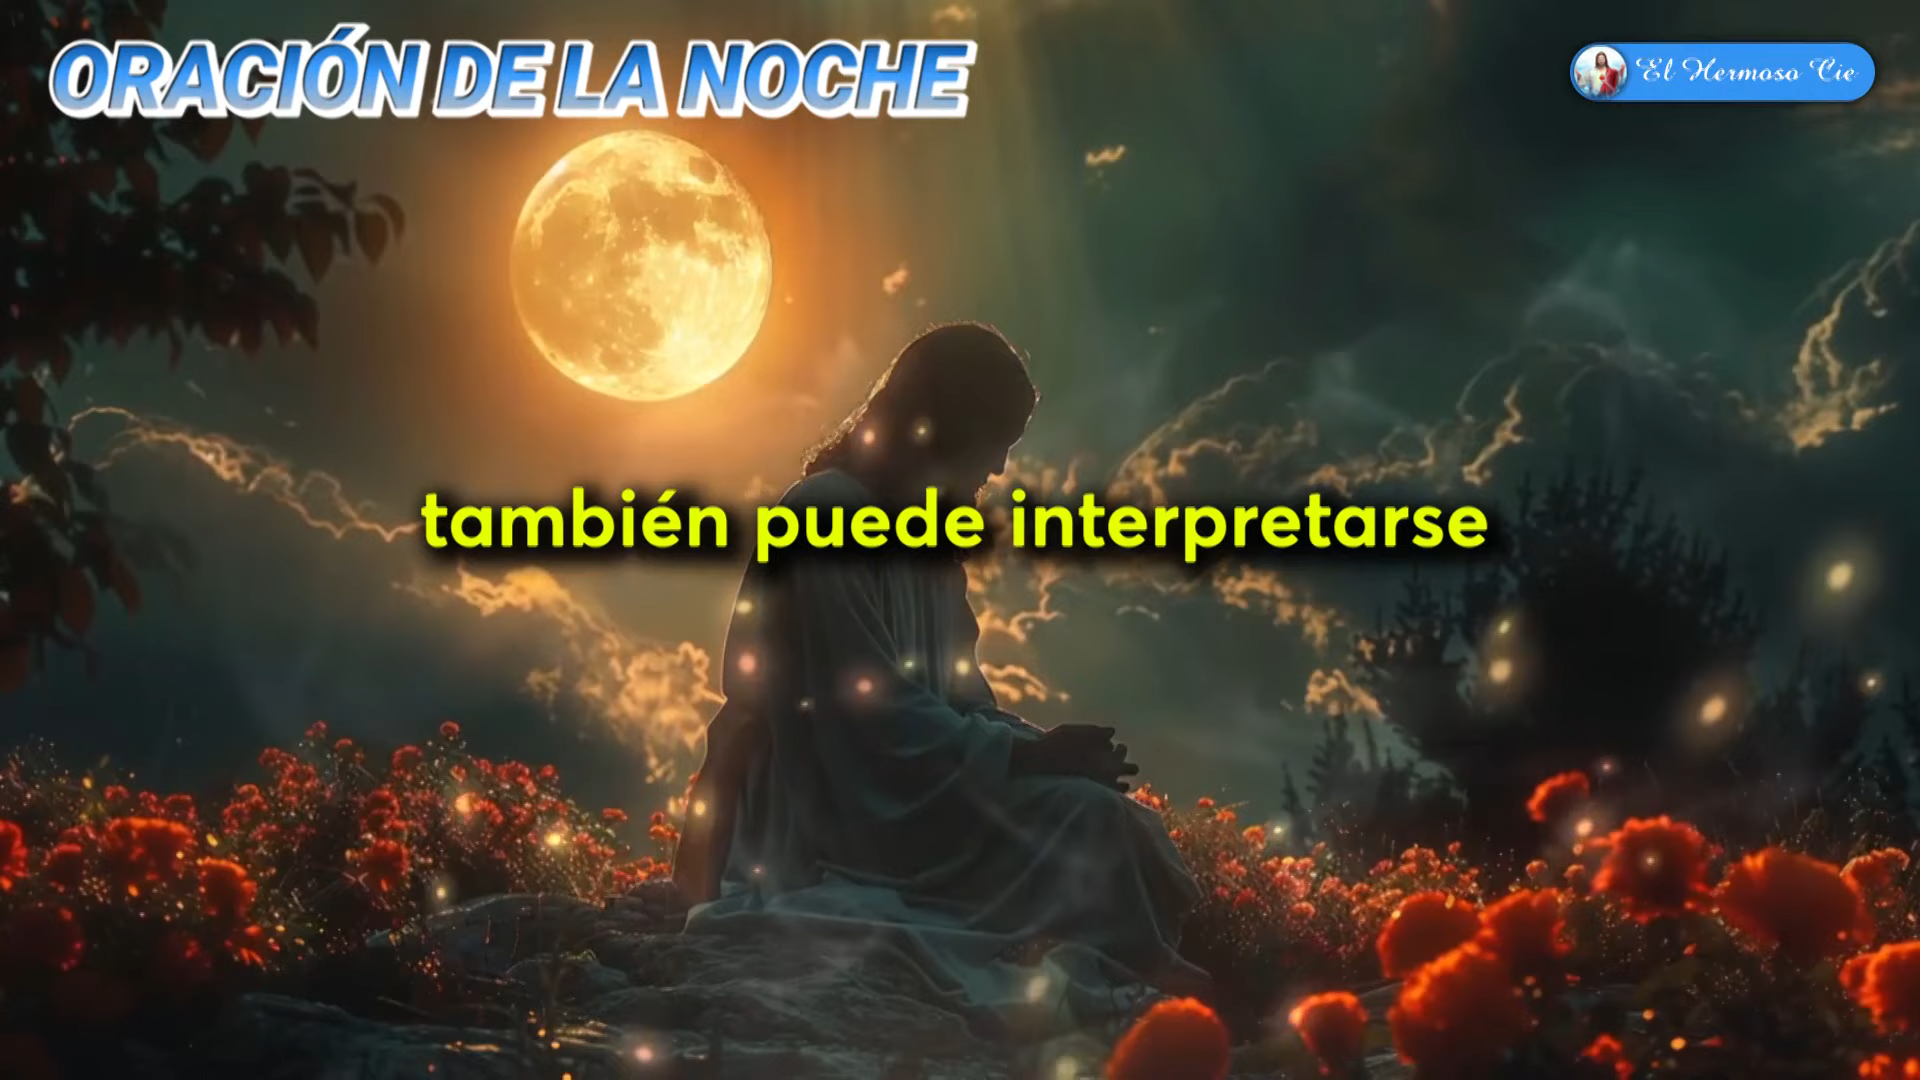 ORACIÓN DE LA NOCHE
El Hermoso Cie
también puede interpretarse